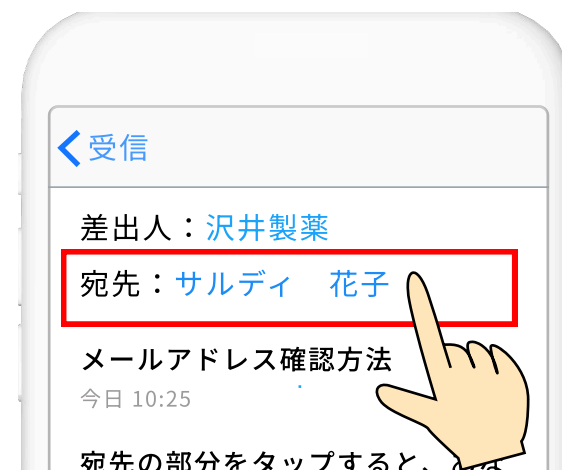 受信
差出人：沢井製薬
宛先：サルディ　花子
メールアドレス確認方法
今日 10:25
宛先の部分をタップすると、